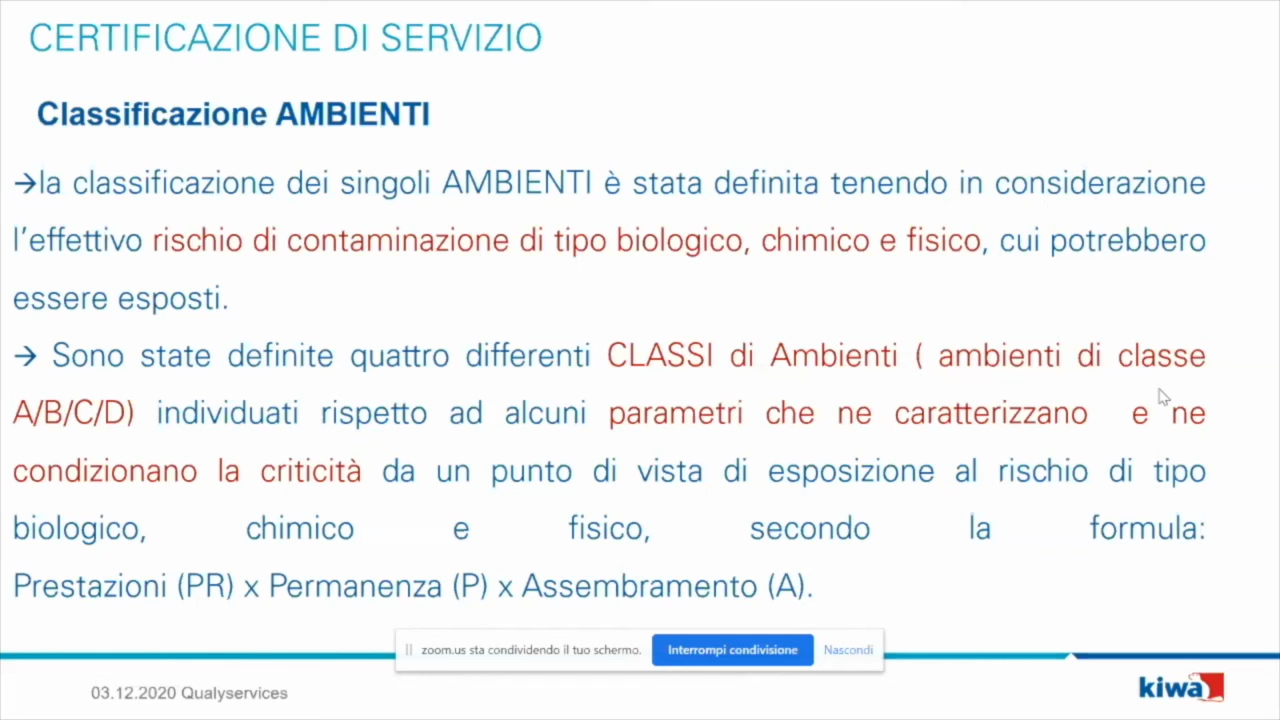 CERTIFICAZIONE DI SERVIZIO
Classificazione AMBIENTI
→la classificazione dei singoli AMBIENTI è stata definita tenendo in considerazione
l’effettivo rischio di contaminazione di tipo biologico, chimico e fisico, cui potrebbero
essere esposti.
→ Sono state definite quattro differenti CLASSI di Ambienti ( ambienti di classe
A/B/C/D) individuati rispetto ad alcuni parametri che ne caratterizzano e ne
condizionano la criticità da un punto di vista di esposizione al rischio di tipo
biologico, chimico e fisico, secondo la formula:
Prestazioni (PR) x Permanenza (P) x Assembramento (A).
zoom.us sta condividendo il tuo schermo. Interrompi condivisione Nascondi
03.12.2020 Qualyservices
kiwa